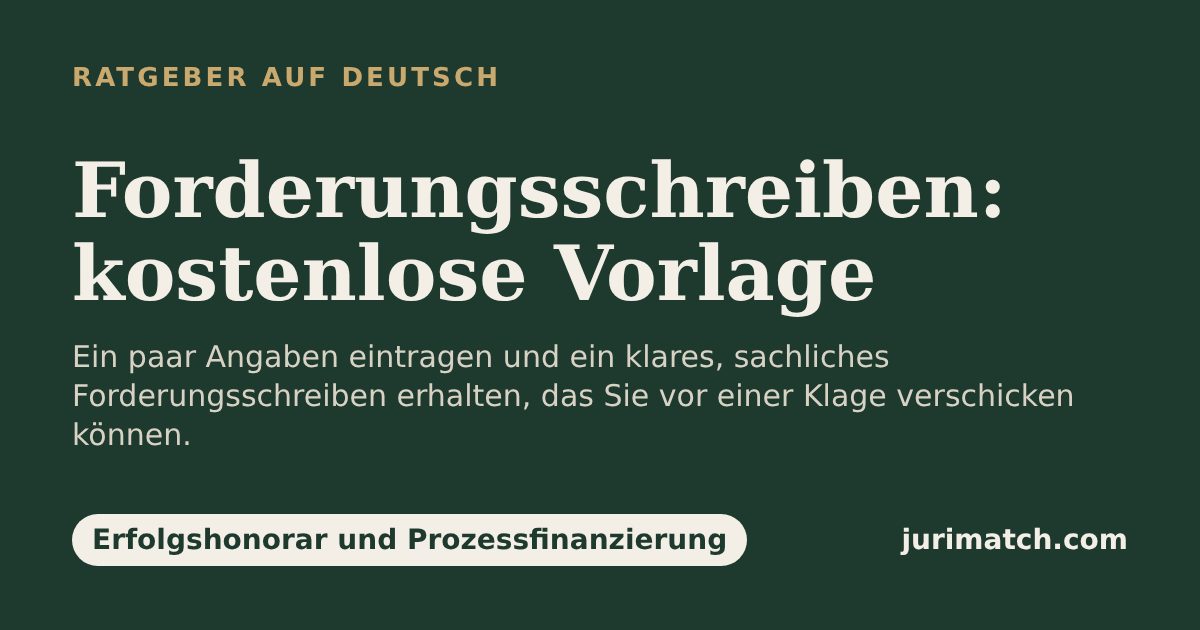 RATGEBER AUF DEUTSCH
Forderungsschreiben:
kostenlose Vorlage
Ein paar Angaben eintragen und ein klares, sachliches
Forderungsschreiben erhalten, das Sie vor einer Klage verschicken
können.
Erfolgshonorar und Prozessfinanzierung
jurimatch.com